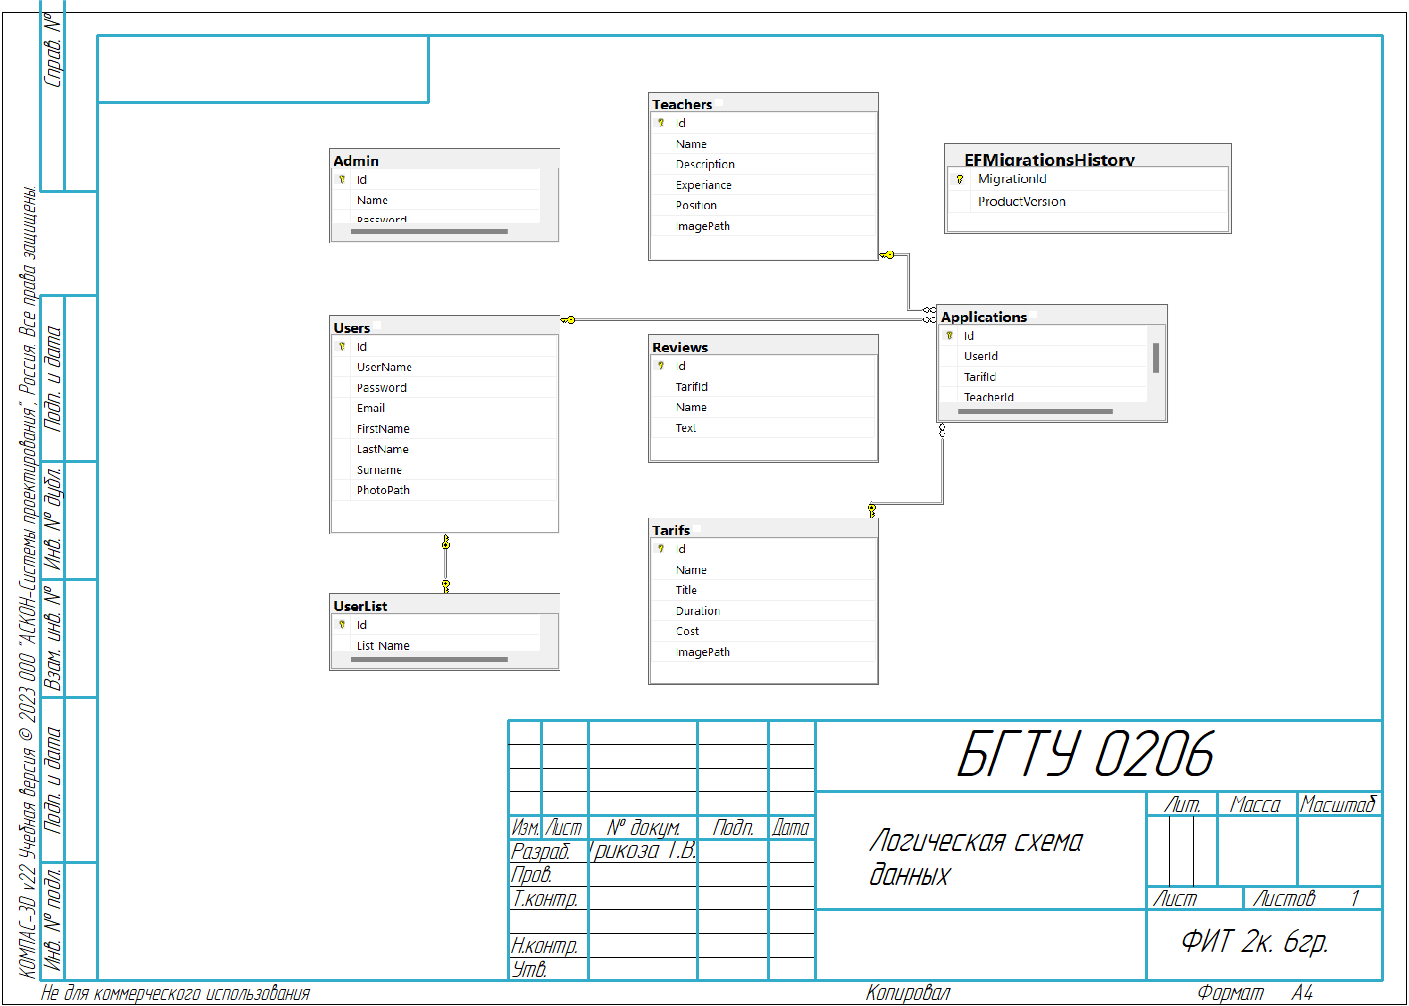 Справ. №
Подп. и дата
Инв. № дубл.
Взам. инв. №
Подп. и дата
Инв. № подл.
КОМПАС-3D v22 Учебная версия © 2023 ООО "АСКОН-Системы проектирования", Россия. Все права защищены.
Admin
Id
Name
Password
Users
Id
UserName
Password
Email
FirstName
LastName
Surname
PhotoPath
UserList
Id
List_Name
Teachers
Id
Name
Description
Experiance
Position
ImagePath
Reviews
Id
TarifId
Name
Text
Tarifs
Id
Name
Title
Duration
Cost
ImagePath
EFMigrationsHistory
MigrationId
ProductVersion
Applications
Id
UserId
TarifId
TeacherId
БГТУ 0206
Изм. Лист № докум. Подп. Дата
Разраб. Грикоза Т.В.
Пров.
Т.контр.
Н.контр.
Утв.
Логическая схема
данных
Лит. Масса Масштаб
Лист Листов 1
ФИТ 2к. 6гр.
Не для коммерческого использования
Копировал
Формат A4